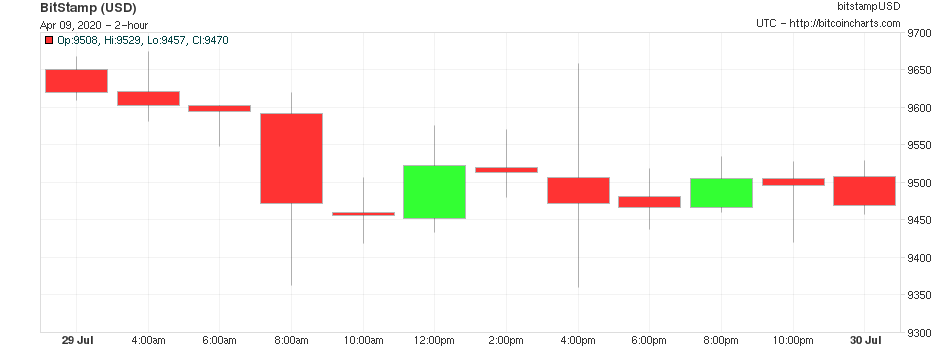 BitStamp (USD)
bitstampUSD
Apr 09, 2020 - 2-hour
UTC - http://bitcoincharts.com
Op:9508, Hi:9529, Lo:9457, Cl:9470
9700
9650
9600
9550
9500
9450
9400
9350
9300
29 Jul 4:00am 6:00am 8:00am 10:00am 12:00pm 2:00pm 4:00pm 6:00pm 8:00pm 10:00pm 30 Jul